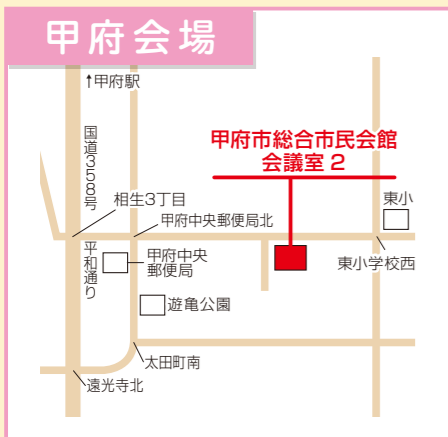 甲府会場
↑甲府駅
国道358号
甲府市総合市民会館
会議室2
相生3丁目
東小
甲府中央郵便局北
平和通り
甲府中央
郵便局
東小学校西
遊亀公園
太田町南
遠光寺北